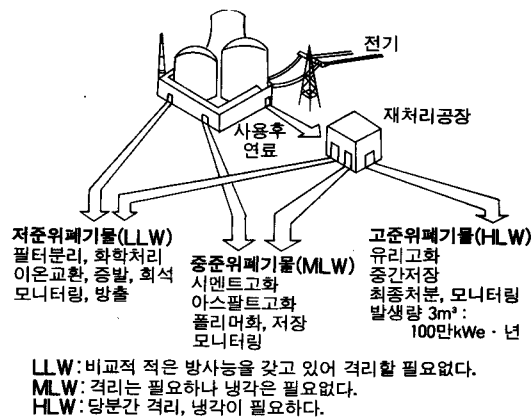 전기
사용후
연료
재처리공장
저준위폐기물(LLW)
필터분리, 화학처리
이온교환, 증발, 희석
모니터링, 방출
중준위폐기물(MLW)
시멘트고화
아스팔트고화
폴리머화, 저장
모니터링
고준위폐기물(HLW)
유리고화
중간저장
최종처분, 모니터링
발생량 3m³ :
100만kWe · 년
LLW : 비교적 적은 방사능을 갖고 있어 격리할 필요없다.
MLW : 격리는 필요하나 냉각은 필요없다.
HLW : 당분간 격리, 냉각이 필요하다.